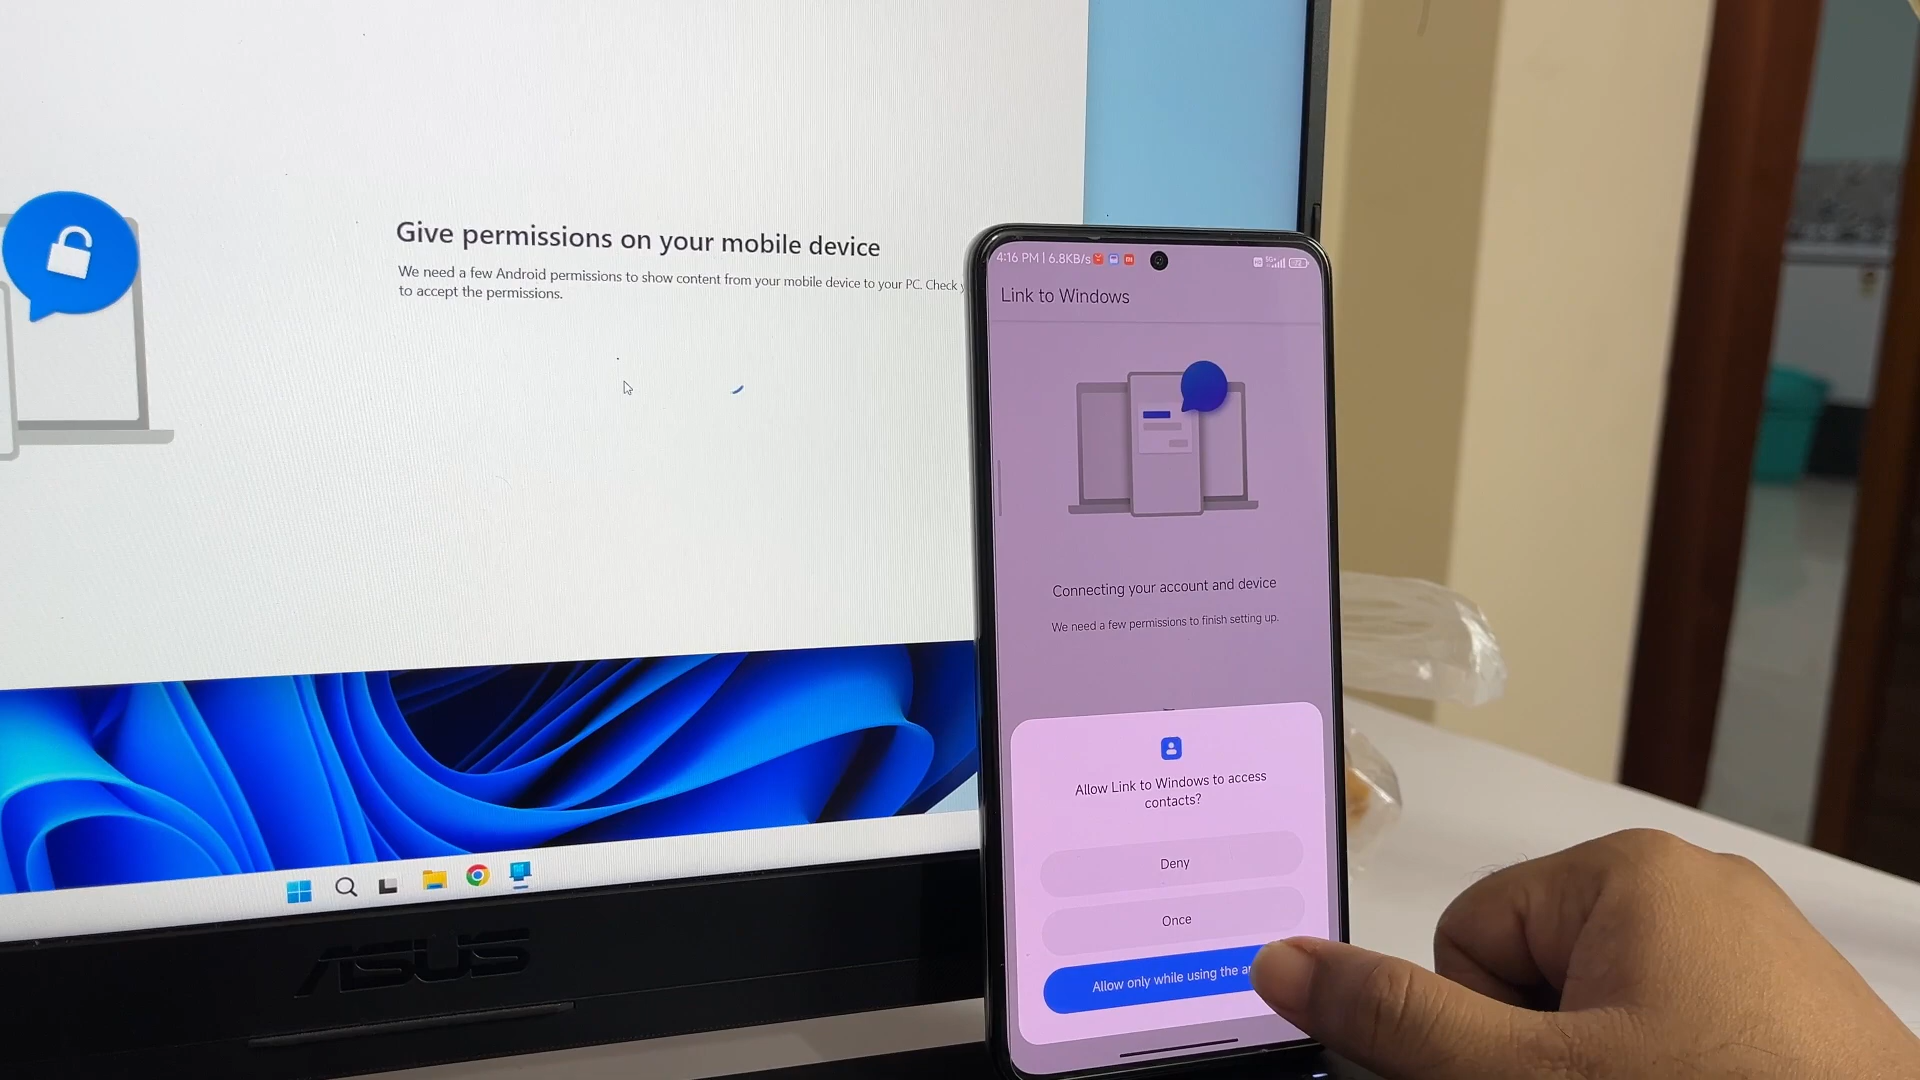 Give permissions on your mobile device
We need a few Android permissions to show content from your mobile device to your PC. Check
to accept the permissions.
ASUS
4:16 PM | 6.8KB/s
Link to Windows
Connecting your account and device
We need a few permissions to finish setting up.
Allow Link to Windows to access
contacts?
Deny
Once
Allow only while using the